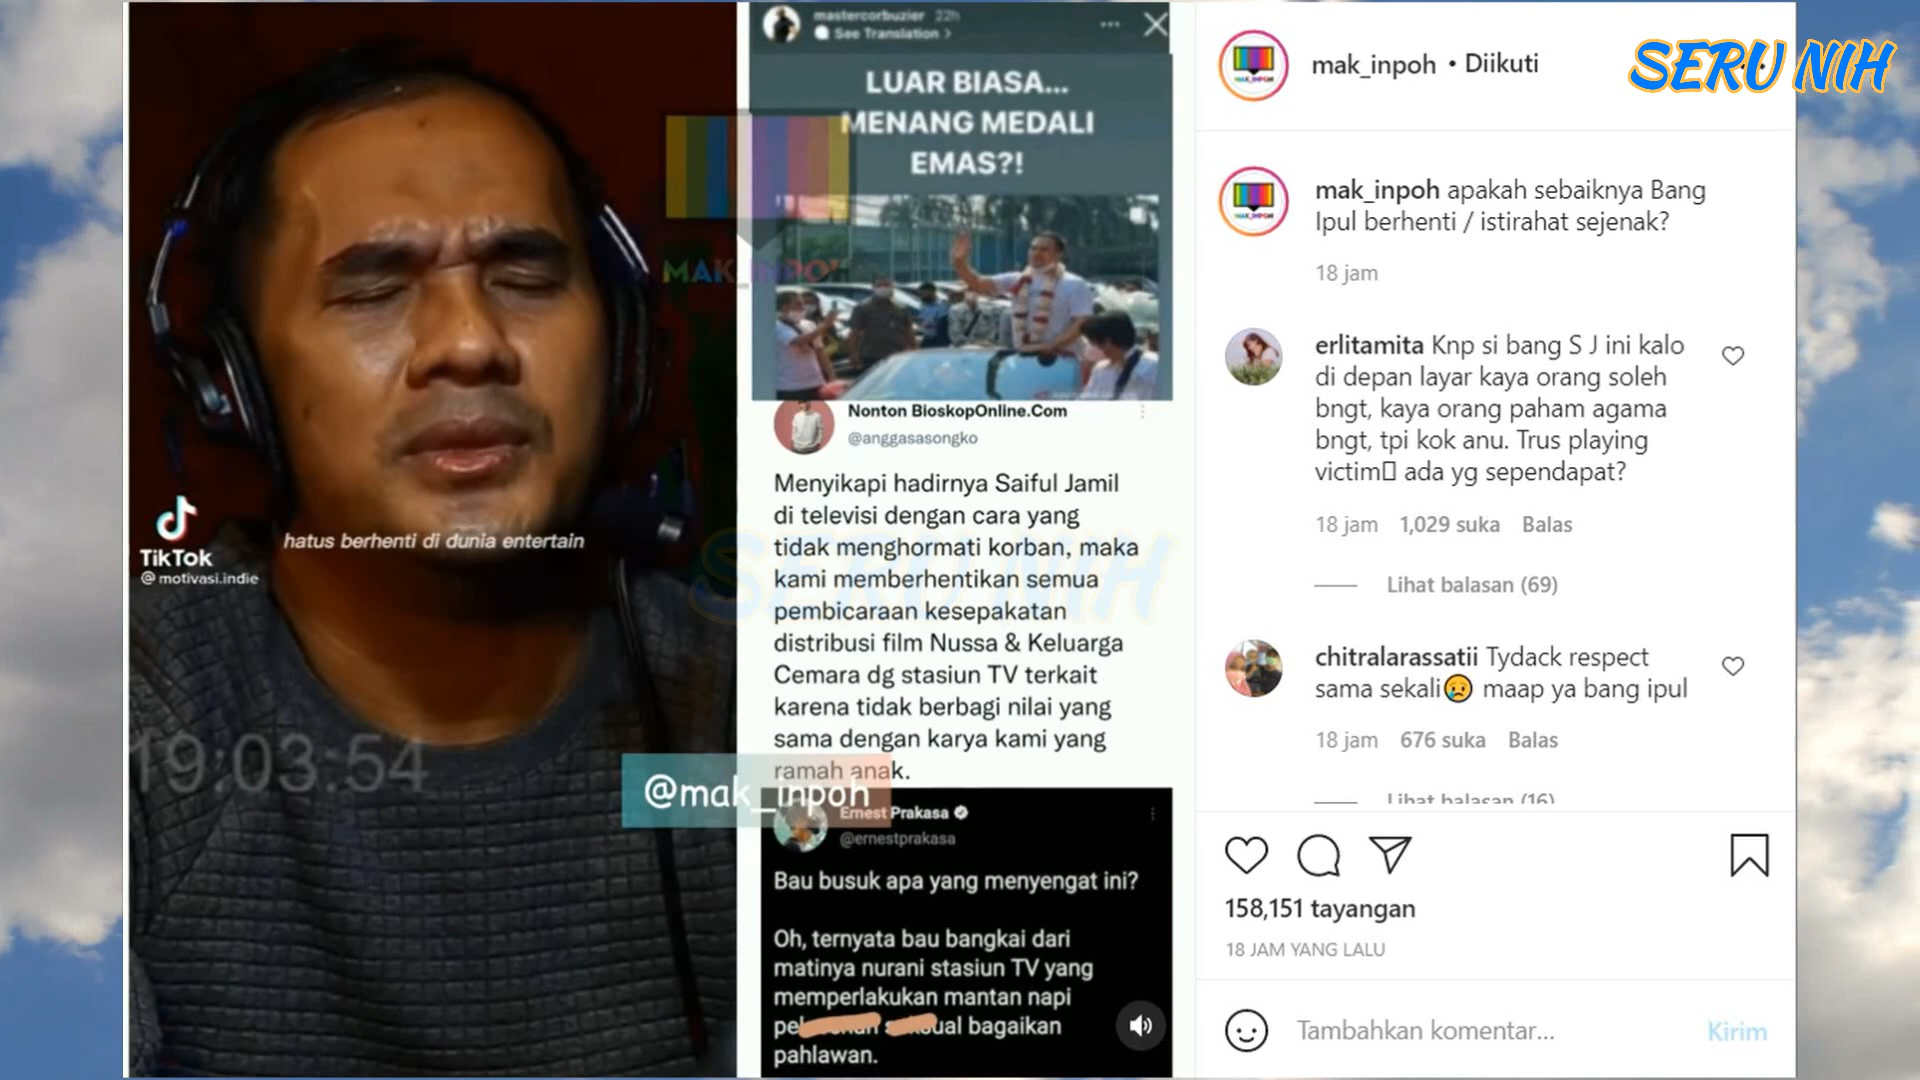 mastercorbuzier 22h
See Translation >
LUAR BIASA...
MENANG MEDALI
EMAS?!
MAK_INPOH
Nonton BioskopOnline.Com
@anggasasongko
Menyikapi hadirnya Saiful Jamil
di televisi dengan cara yang
tidak menghormati korban, maka
kami memberhentikan semua
pembicaraan kesepakatan
distribusi film Nussa & Keluarga
Cemara dg stasiun TV terkait
karena tidak berbagi nilai yang
sama dengan karya kami yang
ramah anak.
SERU NIH
@mak_inpoh
Ernest Prakasa
@ernestprakasa
Bau busuk apa yang menyengat ini?
Oh, ternyata bau bangkai dari
matinya nurani stasiun TV yang
memperlakukan mantan napi
bagaikan
pahlawan.
hatus berhenti di dunia entertain
TikTok
@motivasi.indie
19:03:54
mak_inpoh • Diikuti
SERU NIH
mak_inpoh apakah sebaiknya Bang
Ipul berhenti / istirahat sejenak?
18 jam
erlitamita Knp si bang S J ini kalo
di depan layar kaya orang soleh
bngt, kaya orang paham agama
bngt, tpi kok anu. Trus playing
victim ada yg sependapat?
18 jam 1,029 suka Balas
Lihat balasan (69)
chitralarassatii Tydack respect
sama sekali😢 maap ya bang ipul
18 jam 676 suka Balas
Lihat balasan (16)
158,151 tayangan
18 JAM YANG LALU
Tambahkan komentar...
Kirim